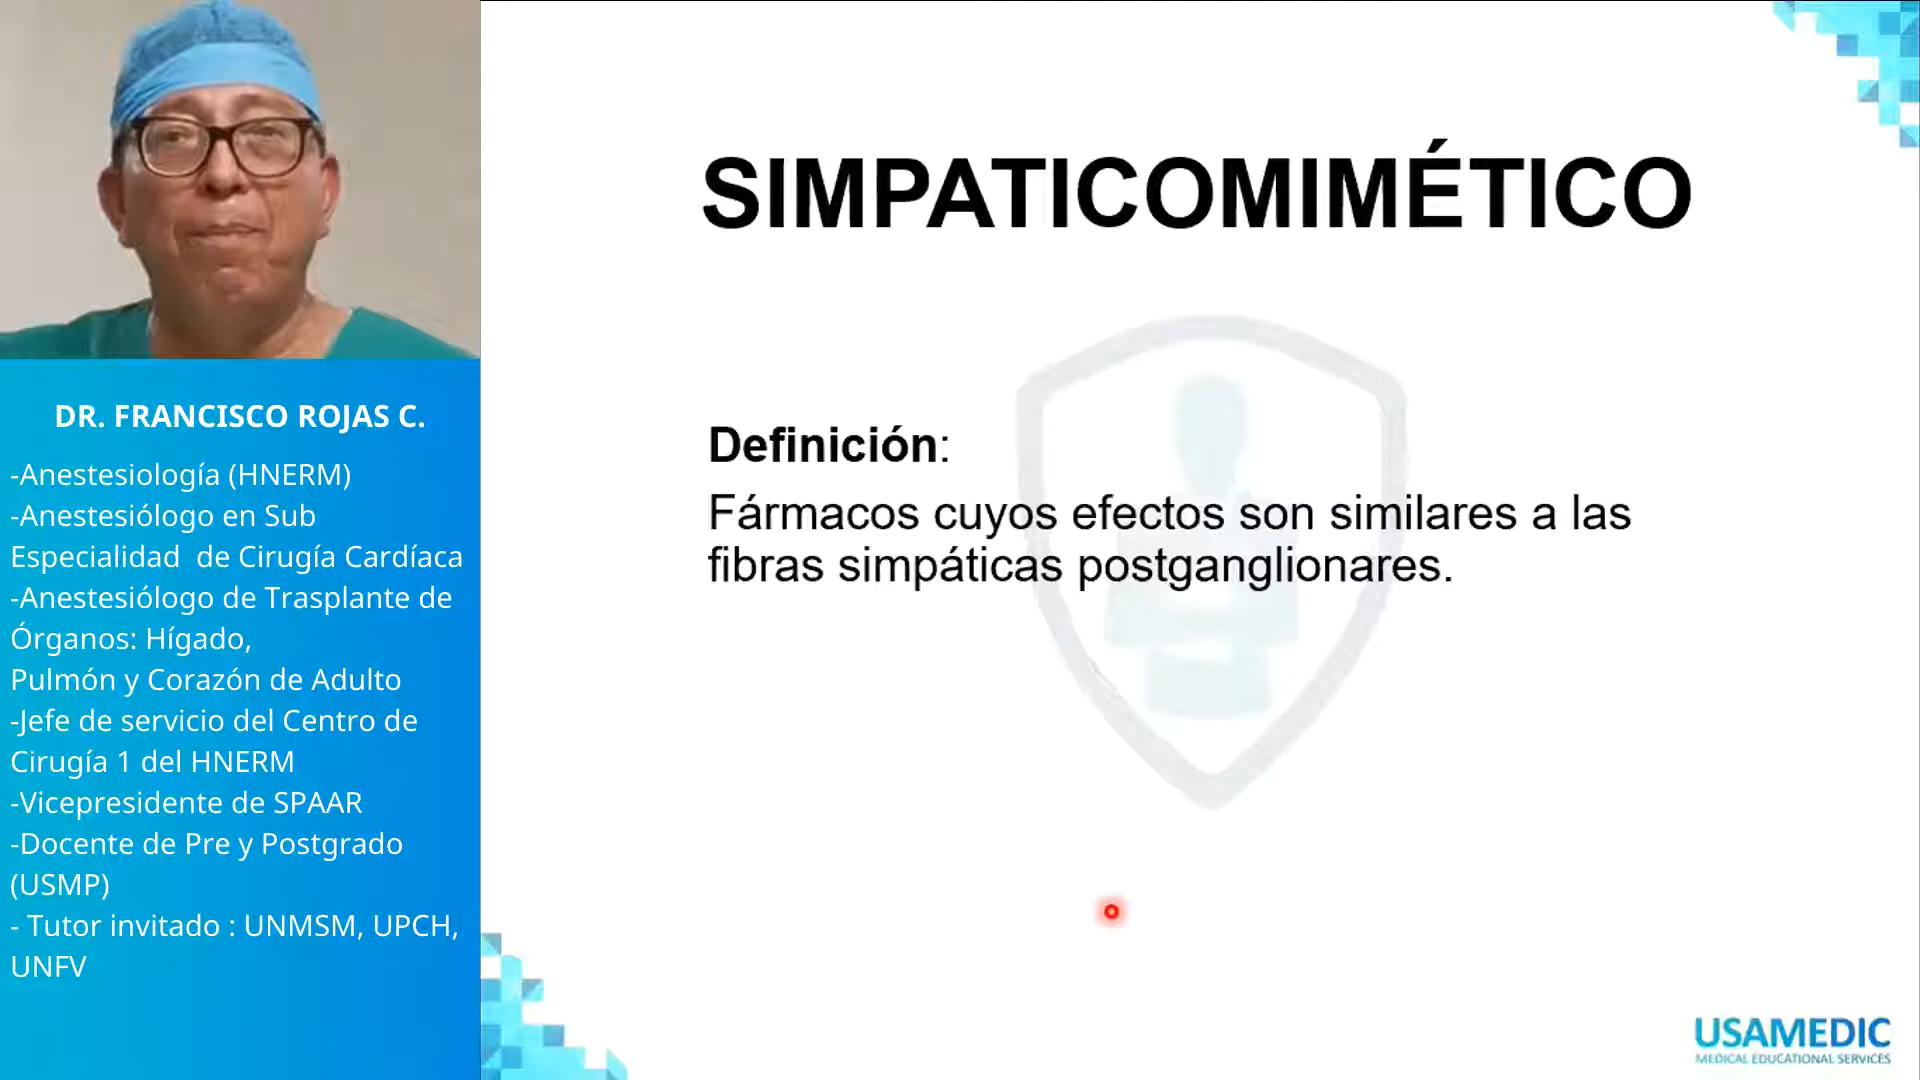 DR. FRANCISCO ROJAS C.
-Anestesiología (HNERM)
-Anestesiólogo en Sub
Especialidad  de Cirugía Cardíaca
-Anestesiólogo de Trasplante de
Órganos: Hígado,
Pulmón y Corazón de Adulto
-Jefe de servicio del Centro de
Cirugía 1 del HNERM
-Vicepresidente de SPAAR
-Docente de Pre y Postgrado
(USMP)
- Tutor invitado : UNMSM, UPCH,
UNFV
SIMPATICOMIMÉTICO
Definición:
Fármacos cuyos efectos son similares a las
fibras simpáticas postganglionares.
USAMEDIC
MEDICAL EDUCATIONAL SERVICES